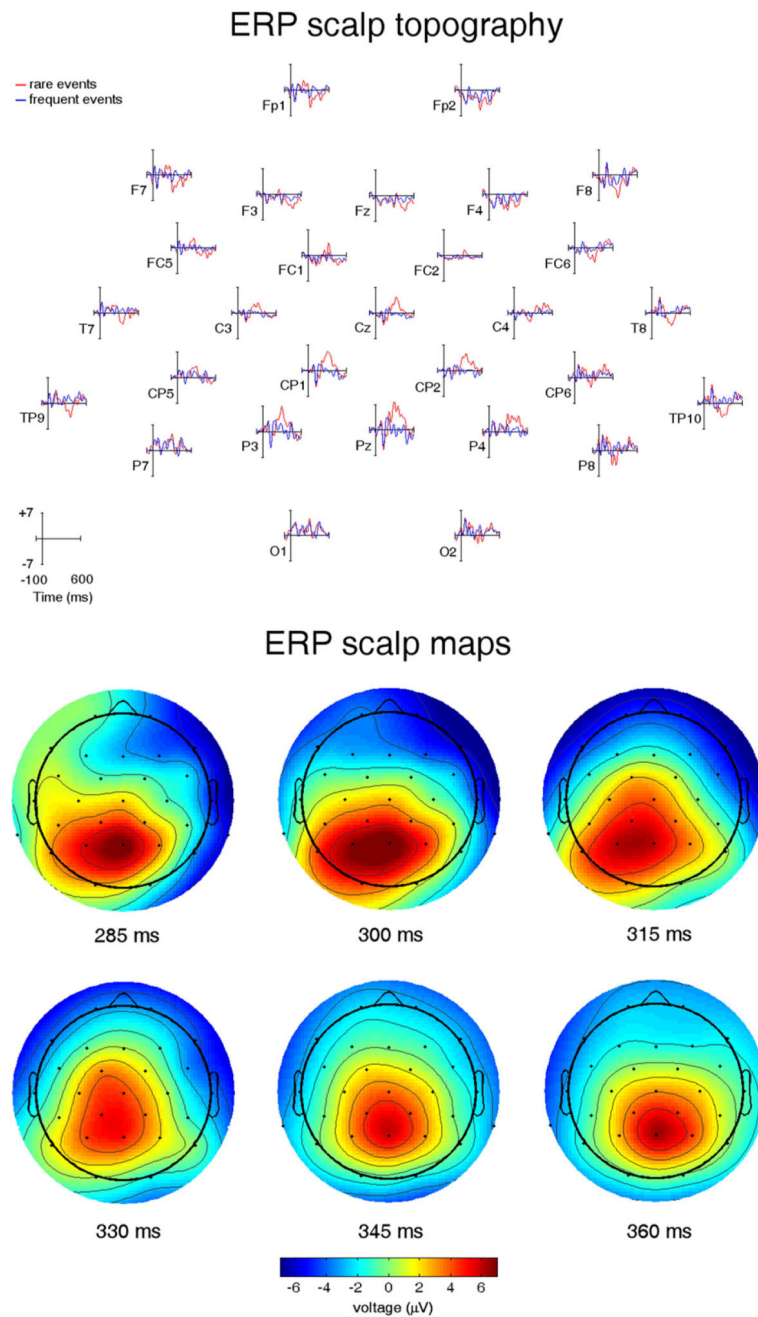 ERP scalp topography
rare events
frequent events
Fp1 Fp2
F7 F3 Fz F4 F8
FC5 FC1 FC2 FC6
T7 C3 Cz C4 T8
TP9 CP5 CP1 CP2 CP6 TP10
P7 P3 Pz P4 P8
O1 O2
+7
-7
-100 600
Time (ms)
ERP scalp maps
285 ms 300 ms 315 ms
330 ms 345 ms 360 ms
-6 -4 -2 0 2 4 6
voltage (μV)